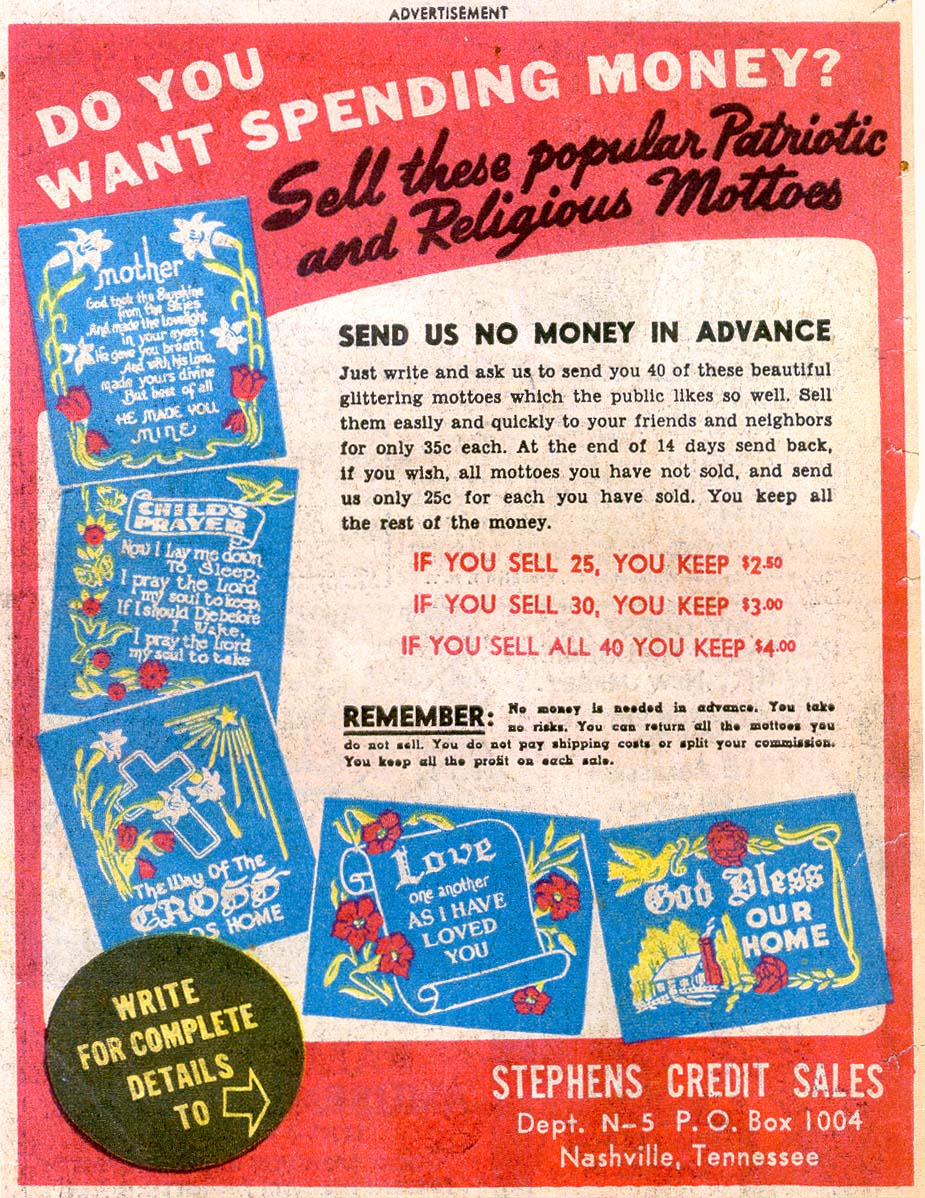 ADVERTISEMENT
DO YOU
WANT SPENDING MONEY?
Sell these popular Patriotic
and Religious Mottoes
mother
God took the Sunshine
from the Skies
And made the Lovelight
in your eyes,
He gave you breath
And with his Love,
made yours divine
But best of all
HE MADE YOU
MINE
CHILD'S
PRAYER
Now I Lay me down
To Sleep,
I pray the Lord
my soul to keep,
If I should Die before
I Wake,
I pray the Lord
my soul to take
The Way Of The
CROSS
DS HOME
SEND US NO MONEY IN ADVANCE
Just write and ask us to send you 40 of these beautiful
glittering mottoes which the public likes so well. Sell
them easily and quickly to your friends and neighbors
for only 35c each. At the end of 14 days send back,
if you wish, all mottoes you have not sold, and send
us only 25c for each you have sold. You keep all
the rest of the money.
IF YOU SELL 25, YOU KEEP $2.50
IF YOU SELL 30, YOU KEEP $3.00
IF YOU SELL ALL 40 YOU KEEP $4.00
REMEMBER: No money is needed in advance. You take
no risks. You can return all the mottoes you
do not sell. You do not pay shipping costs or split your commission.
You keep all the profit on each sale.
Love
one another
AS I HAVE
LOVED
YOU
God Bless
OUR
HOME
WRITE
FOR COMPLETE
DETAILS
TO
STEPHENS CREDIT SALES
Dept. N-5 P. O. Box 1004
Nashville, Tennessee